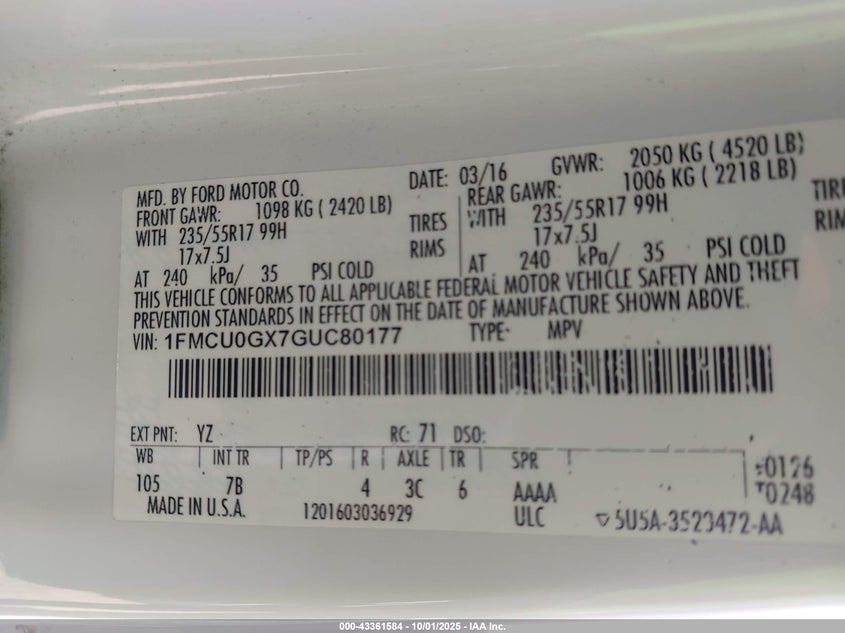 MFD. BY FORD MOTOR CO. DATE: 03/16 GVWR: 2050 KG ( 4520 LB)
FRONT GAWR: 1098 KG ( 2420 LB) REAR GAWR: 1006 KG ( 2218 LB)
WITH 235/55R17 99H TIRES WITH 235/55R17 99H TIRE
17x7.5J RIMS 17x7.5J RIM
AT 240 kPa/ 35 PSI COLD AT 240 kPa/ 35 PSI COLD
THIS VEHICLE CONFORMS TO ALL APPLICABLE FEDERAL MOTOR VEHICLE SAFETY AND THEFT
PREVENTION STANDARDS IN EFFECT ON THE DATE OF MANUFACTURE SHOWN ABOVE.
VIN: 1FMCU0GX7GUC80177 TYPE: MPV
EXT PNT: YZ RC: 71 DSO:
WB INT TR TP/PS R AXLE TR SPR
105 7B 4 3C 6 AAAA
0126
T0248
MADE IN U.S.A. 1201603036929 ULC 5U5A-3523472-AA
000-43361584 - 10/01/2025 - IAA Inc.